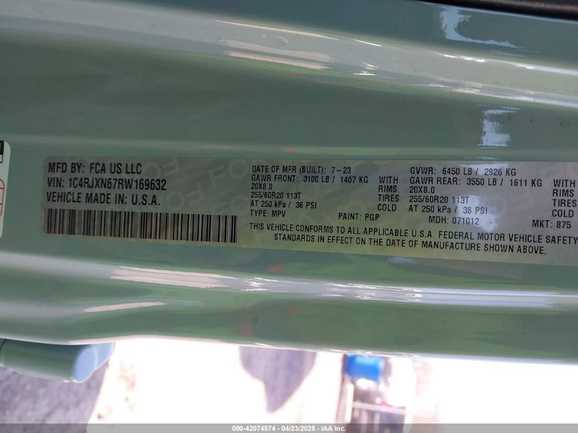 MFD BY: FCA US LLC
VIN: 1C4RJXN67RW169632
VEHICLE MADE IN: U.S.A.
DATE OF MFR (BUILT): 7-23
GAWR FRONT: 3100 LB / 1407 KG WITH
20X8.0 RIMS
255/60R20 113T TIRES
AT 250 kPa / 36 PSI COLD
TYPE: MPV PAINT: PGP
GVWR: 6450 LB / 2926 KG
GAWR REAR: 3550 LB / 1611 KG WITH
20X8.0 RIMS
255/60R20 113T TIRES
AT 250 kPa / 36 PSI COLD
MDH: 071012 MKT: 875
THIS VEHICLE CONFORMS TO ALL APPLICABLE U.S.A. FEDERAL MOTOR VEHICLE SAFETY
STANDARDS IN EFFECT ON THE DATE OF MANUFACTURE SHOWN ABOVE.
000-42074574 - 04/23/2025 - IAA Inc.